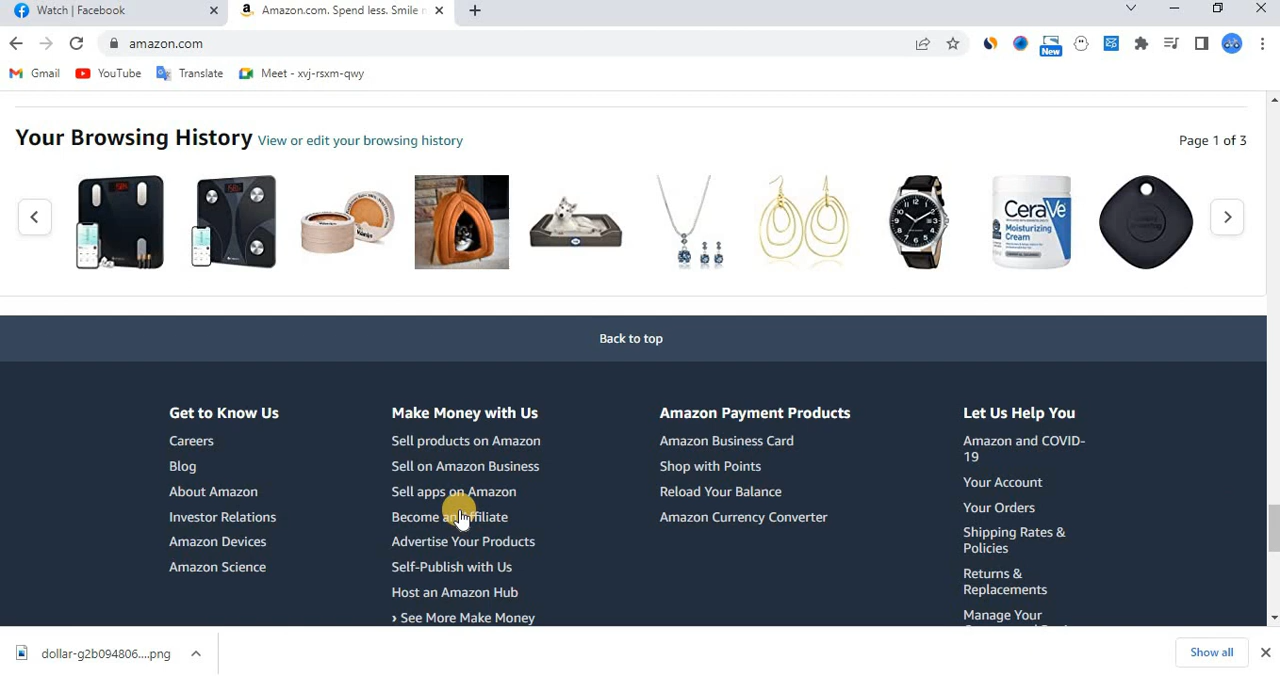 Watch | Facebook
Amazon.com. Spend less. Smile
amazon.com
New
Gmail
YouTube
Translate
Meet - xvj-rsxm-qwy
Your Browsing History View or edit your browsing history
Page 1 of 3
CeraVe
Moisturizing
Cream
Back to top
Get to Know Us
Careers
Blog
About Amazon
Investor Relations
Amazon Devices
Amazon Science
Make Money with Us
Sell products on Amazon
Sell on Amazon Business
Sell apps on Amazon
Become an Affiliate
Advertise Your Products
Self-Publish with Us
Host an Amazon Hub
› See More Make Money
Amazon Payment Products
Amazon Business Card
Shop with Points
Reload Your Balance
Amazon Currency Converter
Let Us Help You
Amazon and COVID-
19
Your Account
Your Orders
Shipping Rates &
Policies
Returns &
Replacements
Manage Your
dollar-g2b094806....png
Show all